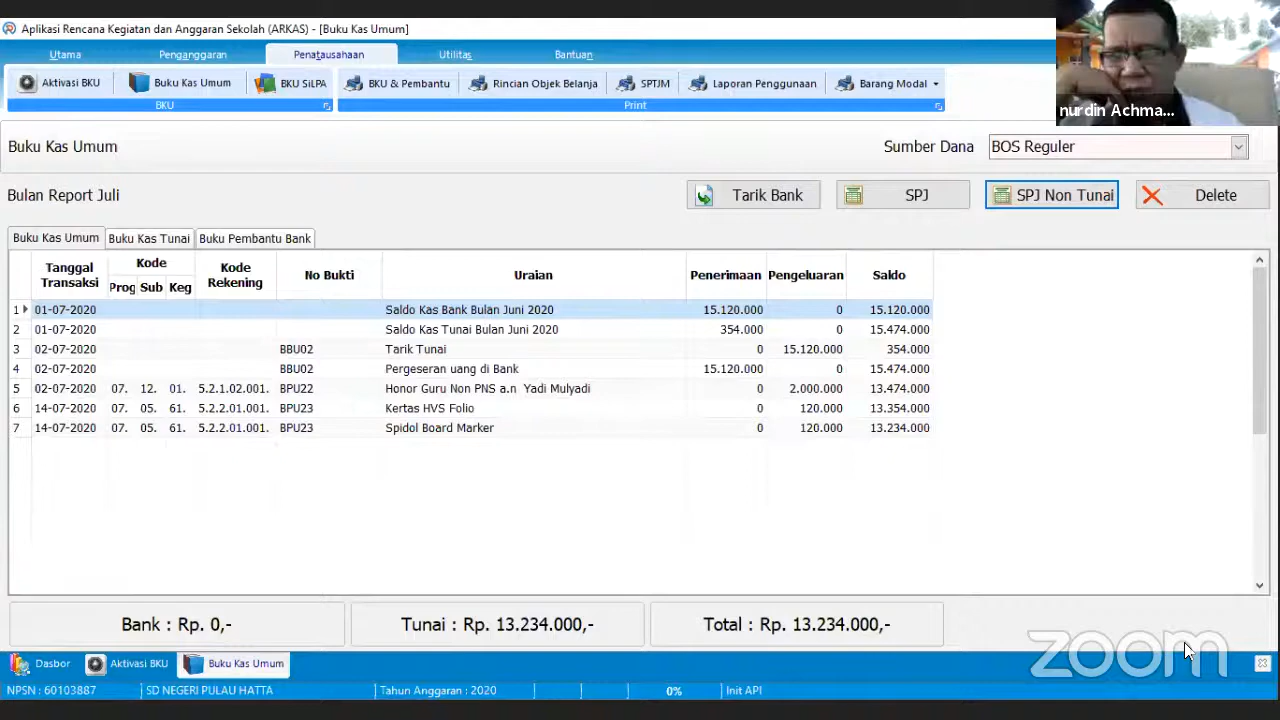 Aplikasi Rencana Kegiatan dan Anggaran Sekolah (ARKAS) - [Buku Kas Umum]
Utama Penganggaran Penatausahaan Utilitas Bantuan
Aktivasi BKU Buku Kas Umum BKU SiLPA BKU & Pembantu Rincian Objek Belanja SPTJM Laporan Penggunaan Barang Modal
BKU Print
nurdin Achma...
Buku Kas Umum Sumber Dana BOS Reguler
Bulan Report Juli Tarik Bank SPJ SPJ Non Tunai Delete
Buku Kas Umum Buku Kas Tunai Buku Pembantu Bank
Tanggal Transaksi Kode Prog Sub Keg Kode Rekening No Bukti Uraian Penerimaan Pengeluaran Saldo
1 01-07-2020 Saldo Kas Bank Bulan Juni 2020 15.120.000 0 15.120.000
2 01-07-2020 Saldo Kas Tunai Bulan Juni 2020 354.000 0 15.474.000
3 02-07-2020 BBU02 Tarik Tunai 0 15.120.000 354.000
4 02-07-2020 BBU02 Pergeseran uang di Bank 15.120.000 0 15.474.000
5 02-07-2020 07. 12. 01. 5.2.1.02.001. BPU22 Honor Guru Non PNS a.n Yadi Mulyadi 0 2.000.000 13.474.000
6 14-07-2020 07. 05. 61. 5.2.2.01.001. BPU23 Kertas HVS Folio 0 120.000 13.354.000
7 14-07-2020 07. 05. 61. 5.2.2.01.001. BPU23 Spidol Board Marker 0 120.000 13.234.000
Bank : Rp. 0,- Tunai : Rp. 13.234.000,- Total : Rp. 13.234.000,-
zoom
Dasbor Aktivasi BKU Buku Kas Umum
NPSN : 60103887 SD NEGERI PULAU HATTA Tahun Anggaran : 2020 0% Init API